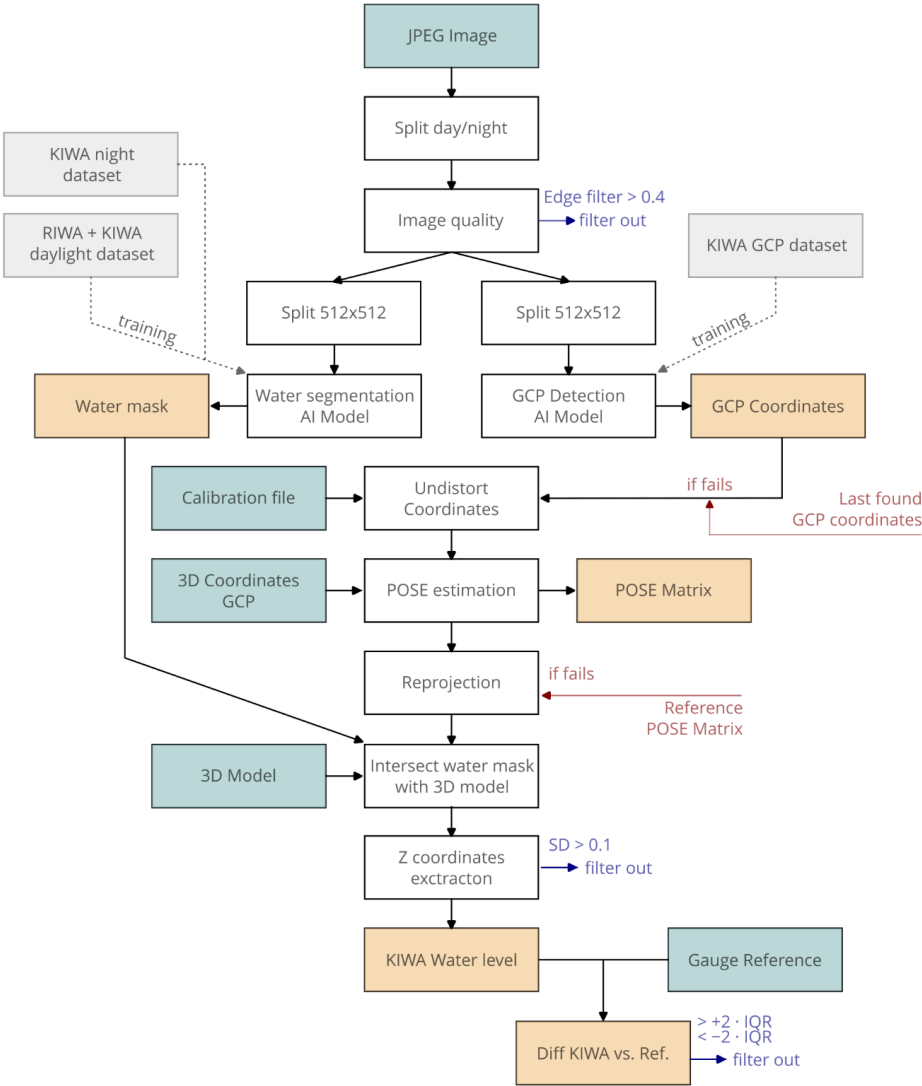 JPEG Image
Split day/night
KIWA night
dataset
Image quality
Edge filter > 0.4
filter out
RIWA + KIWA
daylight dataset
KIWA GCP dataset
Split 512x512
Split 512x512
training
training
Water mask
Water segmentation
AI Model
GCP Detection
AI Model
GCP Coordinates
Calibration file
Undistort
Coordinates
if fails
Last found
GCP coordinates
3D Coordinates
GCP
POSE estimation
POSE Matrix
Reprojection
if fails
Reference
POSE Matrix
3D Model
Intersect water mask
with 3D model
Z coordinates
exctracton
SD > 0.1
filter out
KIWA Water level
Gauge Reference
Diff KIWA vs. Ref.
> +2 · IQR
< −2 · IQR
filter out